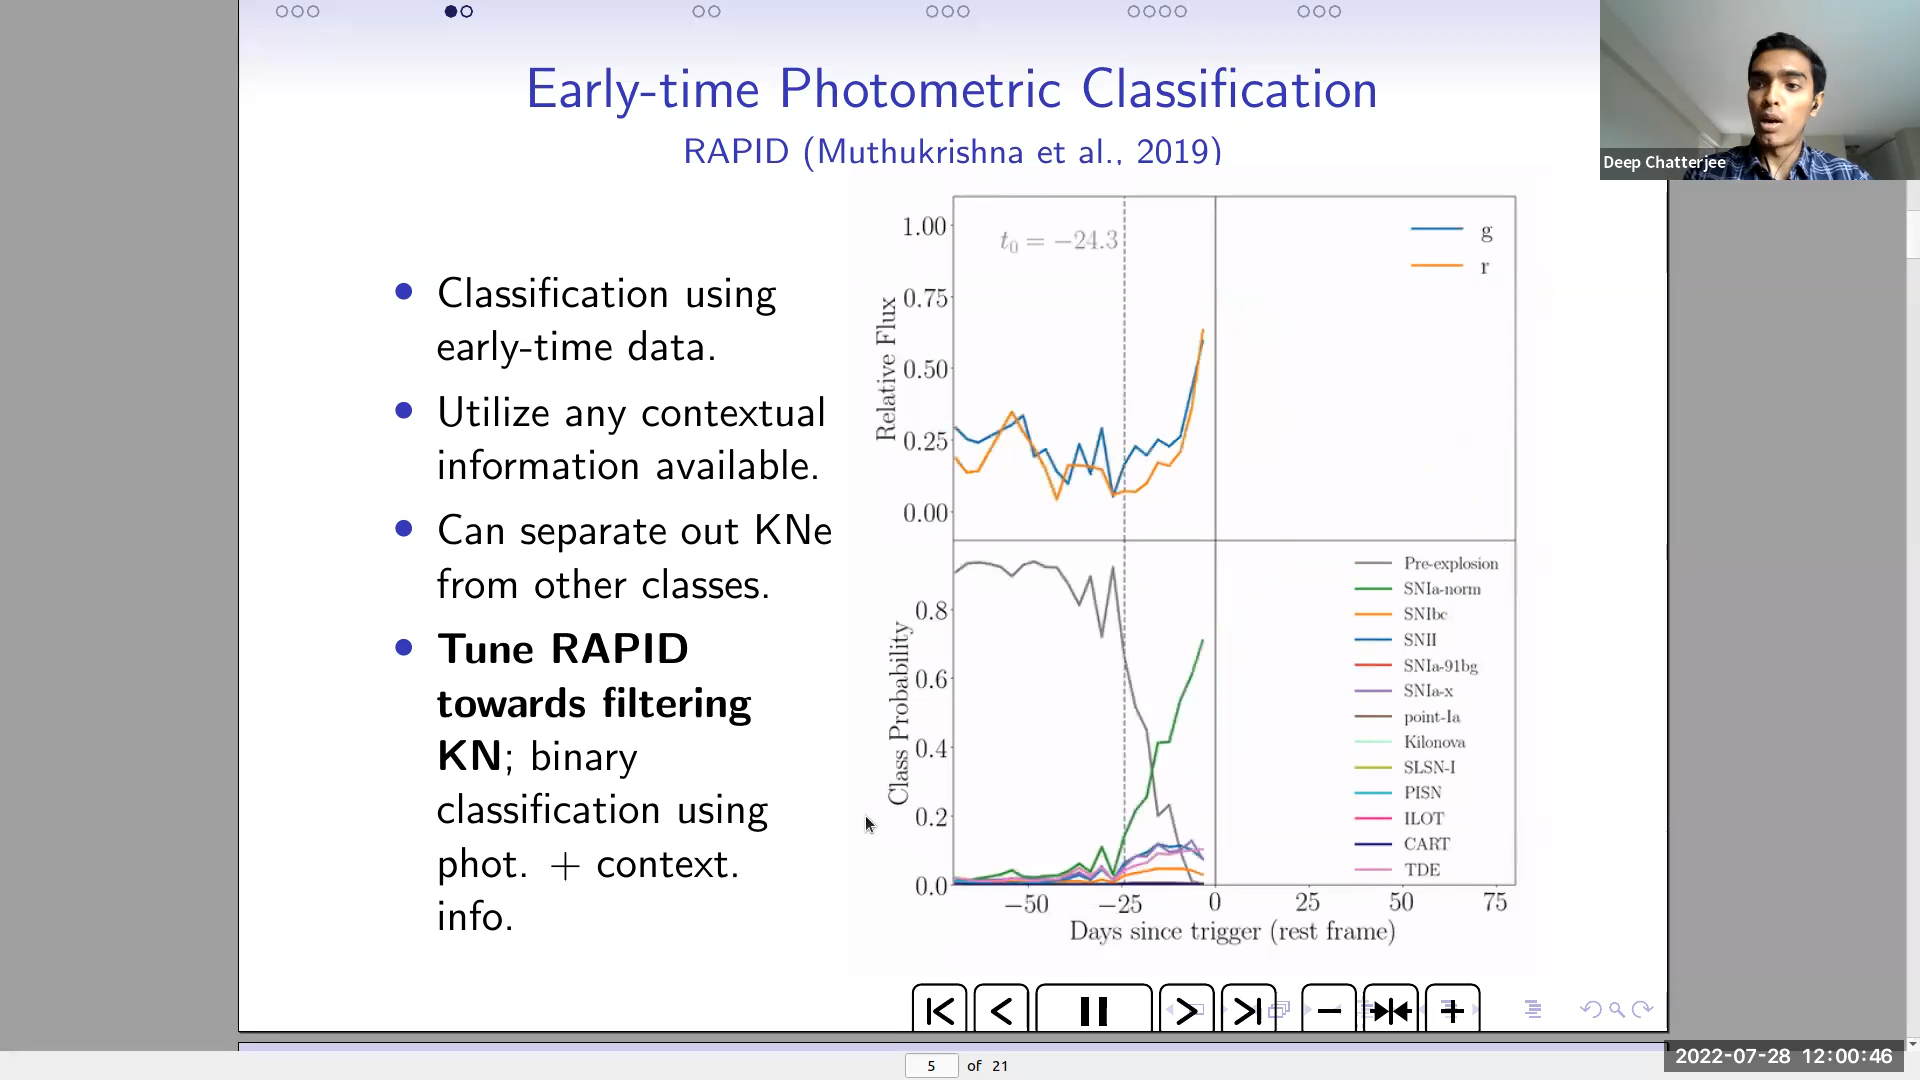 Early-time Photometric Classification
RAPID (Muthukrishna et al., 2019)
Deep Chatterjee
• Classification using
early-time data.
• Utilize any contextual
information available.
• Can separate out KNe
from other classes.
• Tune RAPID
towards filtering
KN; binary
classification using
phot. + context.
info.
1.00
0.75
0.50
0.25
0.00
Relative Flux
t₀ = −24.3
g
r
0.8
0.6
0.4
0.2
0.0
Class Probability
Pre-explosion
SNIa-norm
SNIbc
SNII
SNIa-91bg
SNIa-x
point-Ia
Kilonova
SLSN-I
PISN
ILOT
CART
TDE
−50 −25 0 25 50 75
Days since trigger (rest frame)
5 of 21
2022-07-28 12:00:46